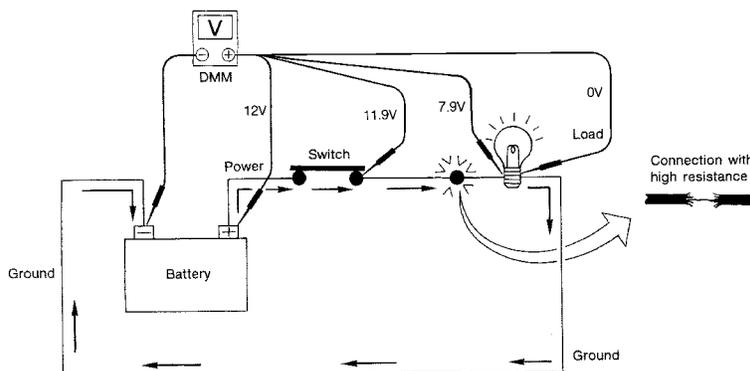 V
− +
DMM
12V
11.9V
7.9V
0V
Load
Switch
Power
Connection with
high resistance
− +
Battery
Ground
Ground